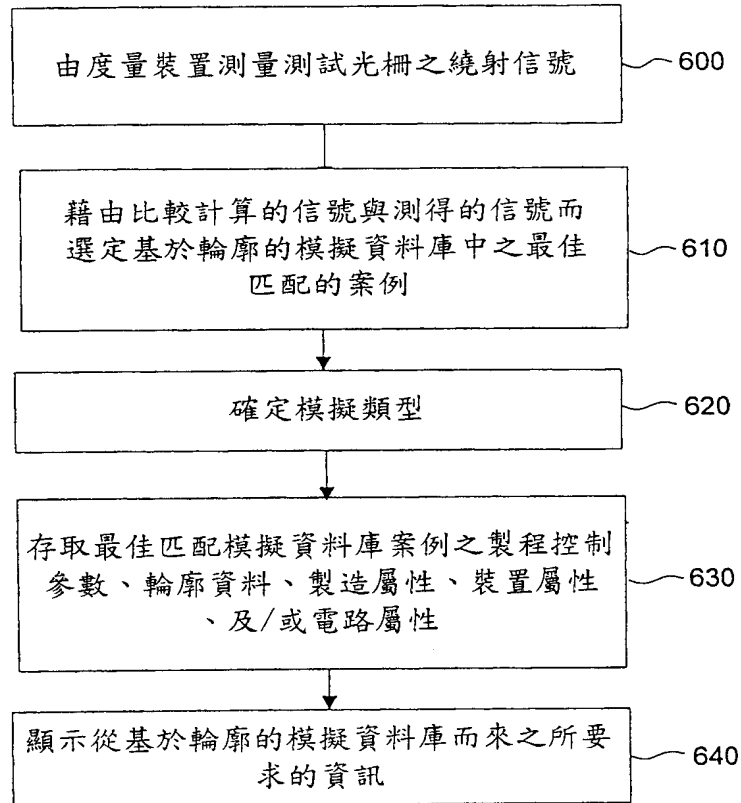 由度量裝置測量測試光柵之繞射信號
600
藉由比較計算的信號與測得的信號而
選定基於輪廓的模擬資料庫中之最佳
匹配的案例
610
確定模擬類型
620
存取最佳匹配模擬資料庫案例之製程控制
參數、輪廓資料、製造屬性、裝置屬性
、及/或電路屬性
630
顯示從基於輪廓的模擬資料庫而來之所要
求的資訊
640